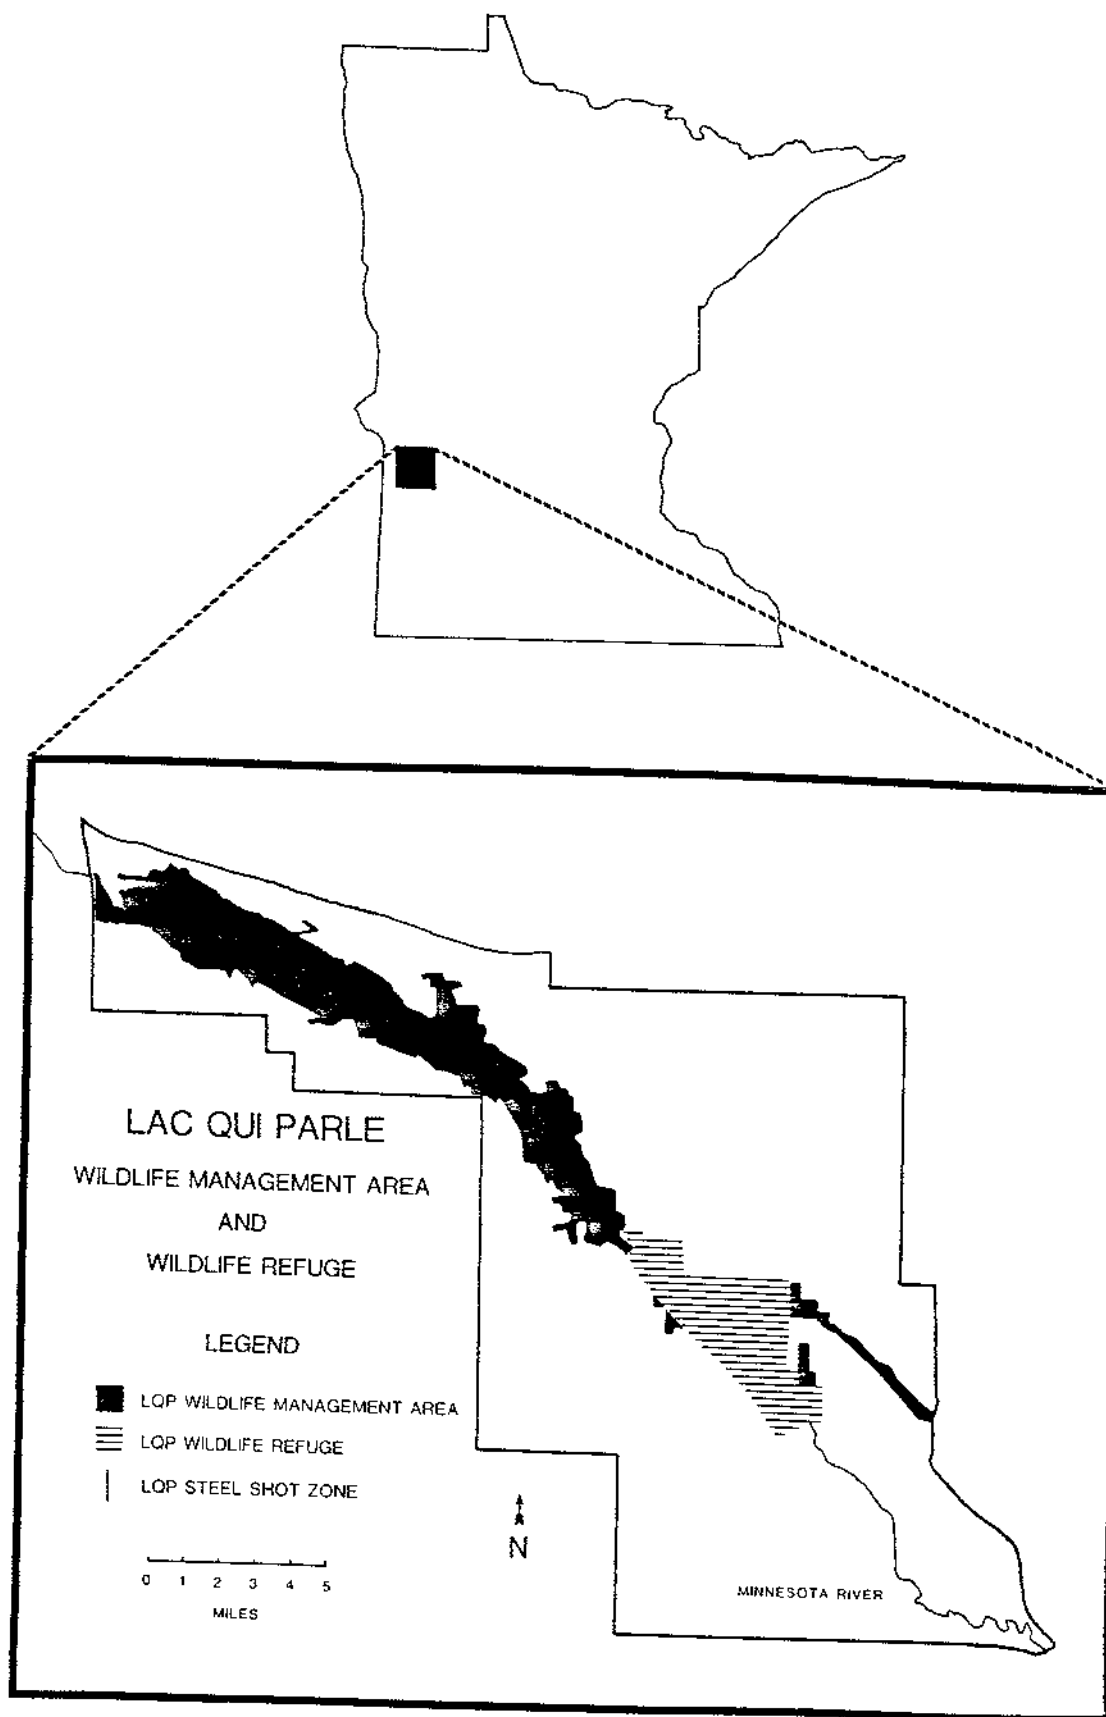 LAC QUI PARLE
WILDLIFE MANAGEMENT AREA
AND
WILDLIFE REFUGE
LEGEND
LQP WILDLIFE MANAGEMENT AREA
LQP WILDLIFE REFUGE
LQP STEEL SHOT ZONE
0 1 2 3 4 5
MILES
N
MINNESOTA RIVER